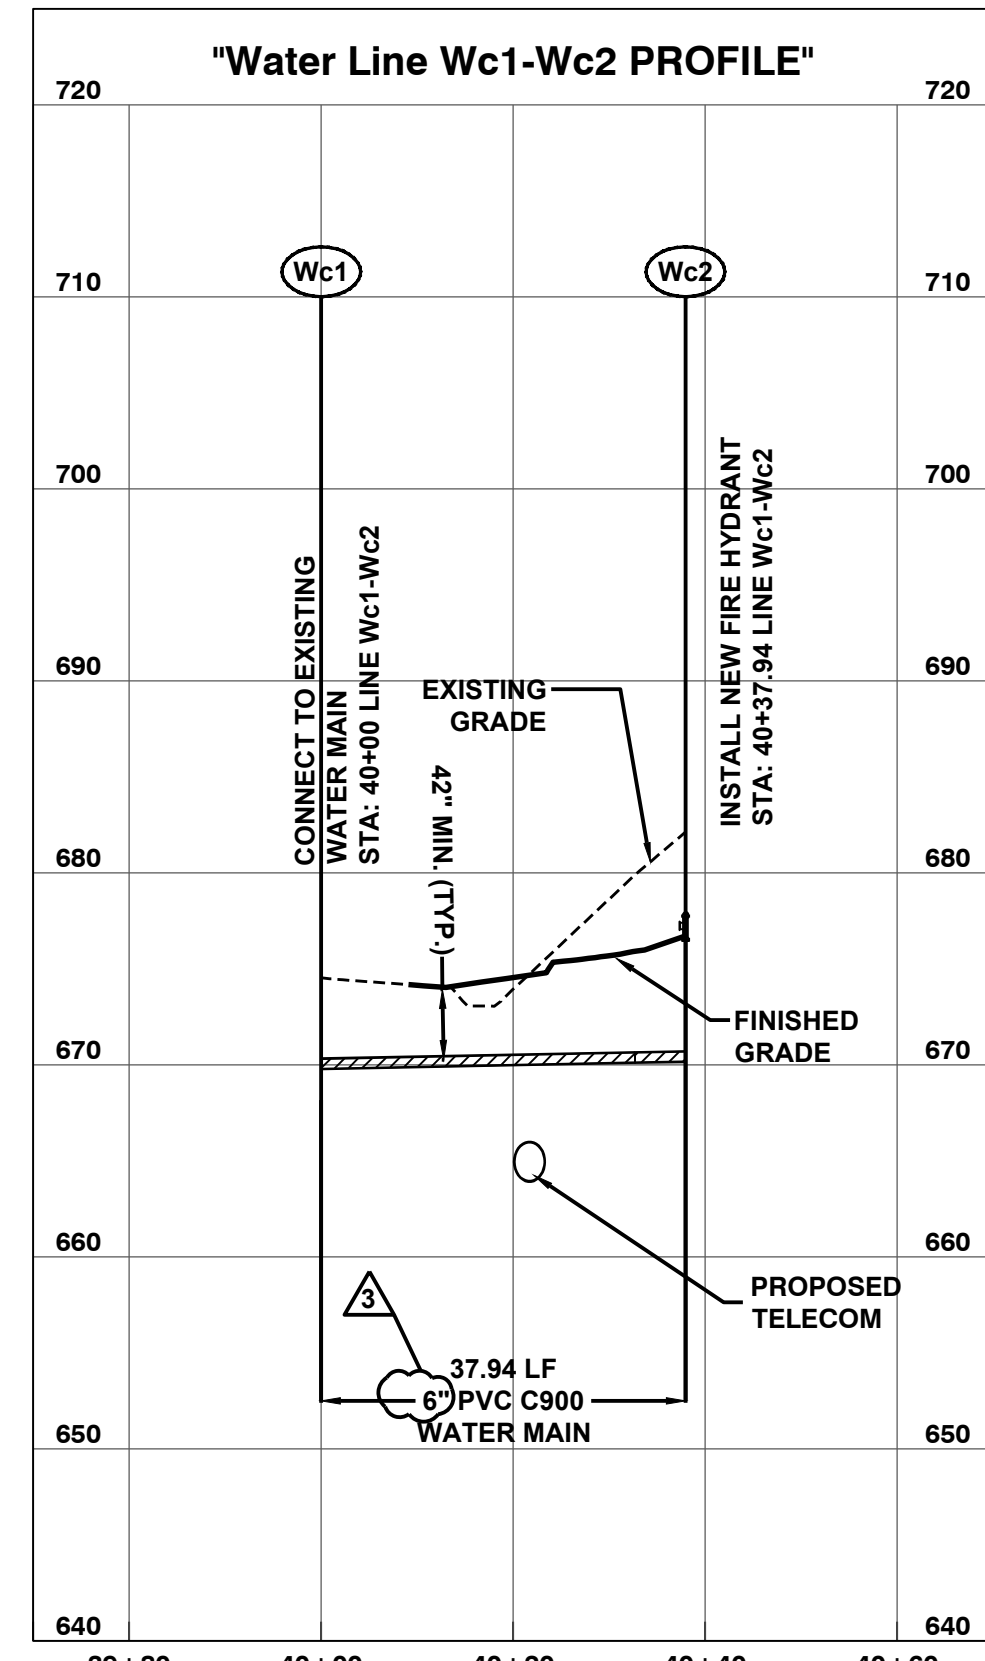 "Water Line Wc1-Wc2 PROFILE"
720
720
Wc1
Wc2
710
710
700
700
CONNECT TO EXISTING
WATER MAIN
STA: 40+00 LINE Wc1-Wc2
INSTALL NEW FIRE HYDRANT
STA: 40+37.94 LINE Wc1-Wc2
690
690
EXISTING
GRADE
42" MIN. (TYP.)
680
680
FINISHED
GRADE
670
670
660
660
PROPOSED
TELECOM
3
37.94 LF
6" PVC C900
WATER MAIN
650
650
640
640